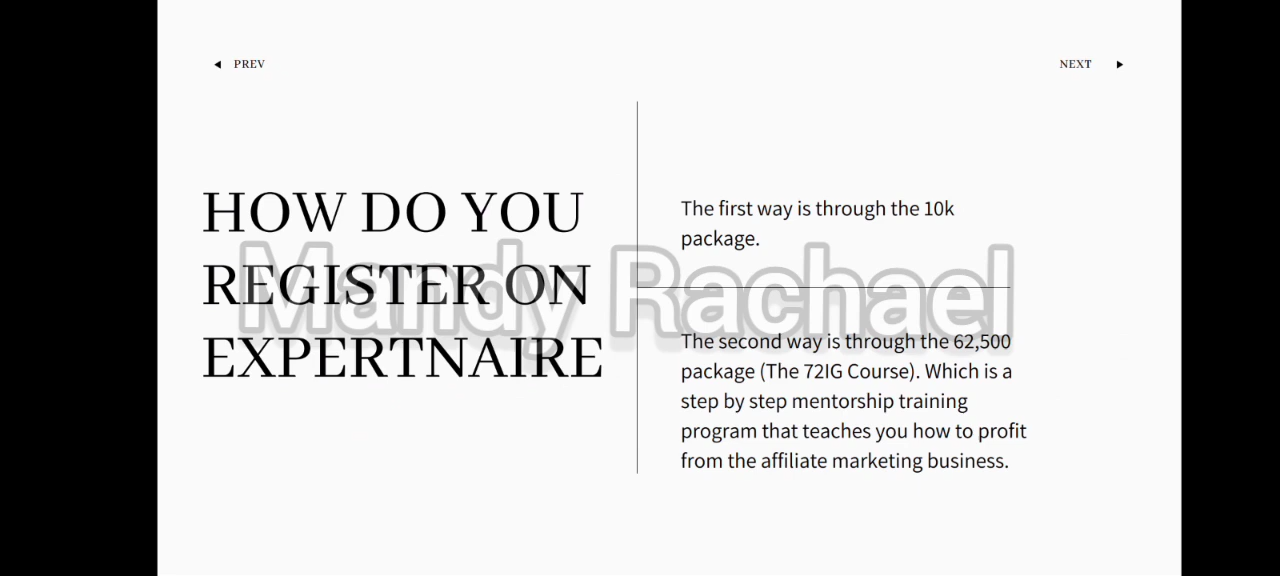 PREV
NEXT
HOW DO YOU
REGISTER ON
EXPERTNAIRE
The first way is through the 10k
package.
Mandy Rachael
The second way is through the 62,500
package (The 72IG Course). Which is a
step by step mentorship training
program that teaches you how to profit
from the affiliate marketing business.